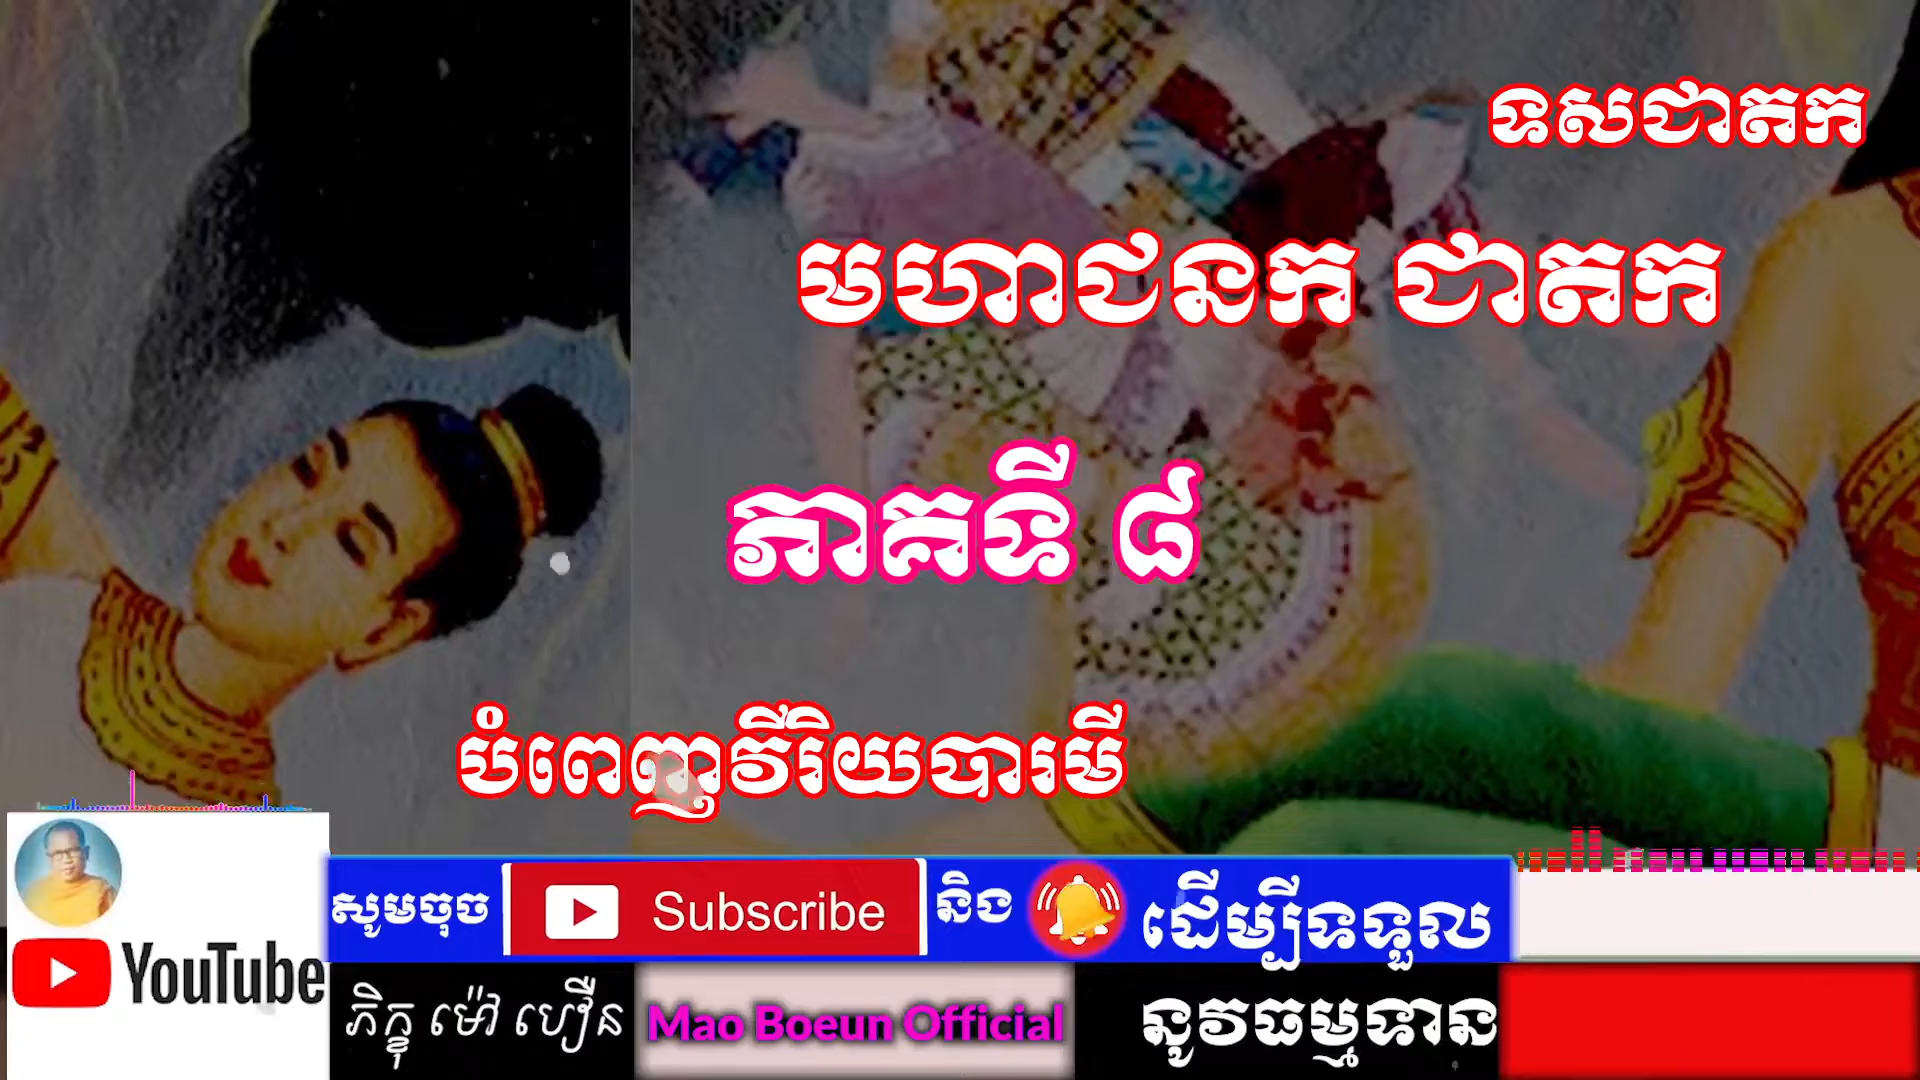 ទសជាតក
មហាជនក ជាតក
ភាគទី ៨
បំពេញវីរិយបារមី
សូមចុច Subscribe និង ដើម្បីទទួល
YouTube ភិក្ខុ ម៉ៅ បឿន Mao Boeun Official នូវធម្មទាន